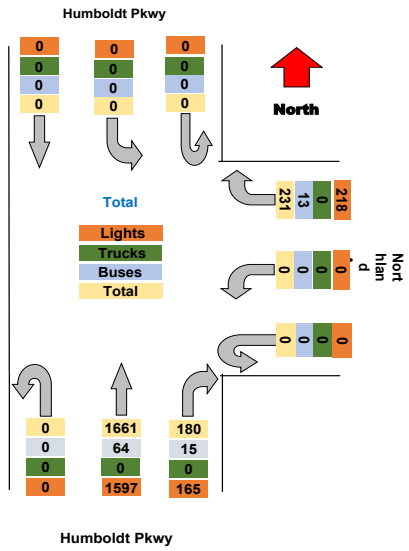 Humboldt Pkwy
0 0 0
0 0 0
0 0 0
0 0 0
North
Total
Lights
Trucks
Buses
Total
231 13 0 218
0 0 0 0
Nort
hlan
d
0 0 0 0
0 1661 180
0 64 15
0 0 0
0 1597 165
Humboldt Pkwy